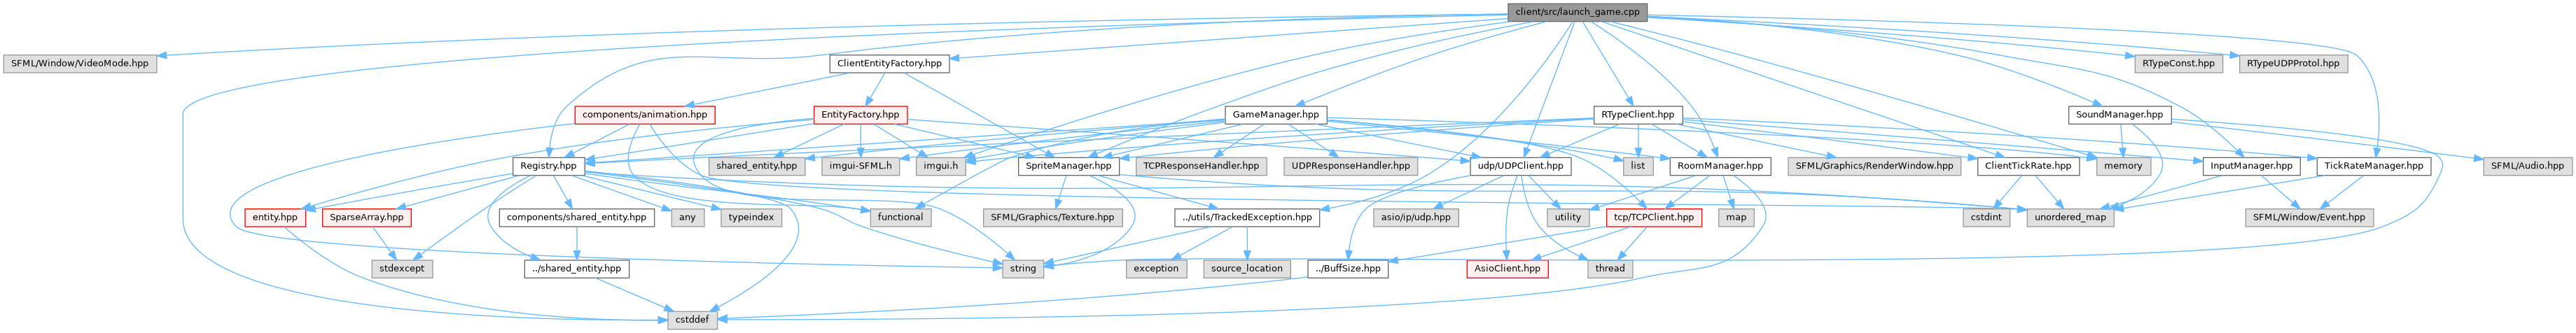 client/src/launch_game.cpp
SFML/Window/VideoMode.hpp
ClientEntityFactory.hpp
RTypeConst.hpp
RTypeUDPProtol.hpp
components/animation.hpp
EntityFactory.hpp
GameManager.hpp
RTypeClient.hpp
SoundManager.hpp
Registry.hpp
shared_entity.hpp
imgui-SFML.h
imgui.h
SpriteManager.hpp
TCPResponseHandler.hpp
UDPResponseHandler.hpp
udp/UDPClient.hpp
list
RoomManager.hpp
SFML/Graphics/RenderWindow.hpp
ClientTickRate.hpp
memory
InputManager.hpp
TickRateManager.hpp
SFML/Audio.hpp
entity.hpp
SparseArray.hpp
components/shared_entity.hpp
any
typeindex
functional
SFML/Graphics/Texture.hpp
../utils/TrackedException.hpp
asio/ip/udp.hpp
utility
tcp/TCPClient.hpp
map
cstdint
unordered_map
SFML/Window/Event.hpp
stdexcept
../shared_entity.hpp
string
exception
source_location
../BuffSize.hpp
AsioClient.hpp
thread
cstddef